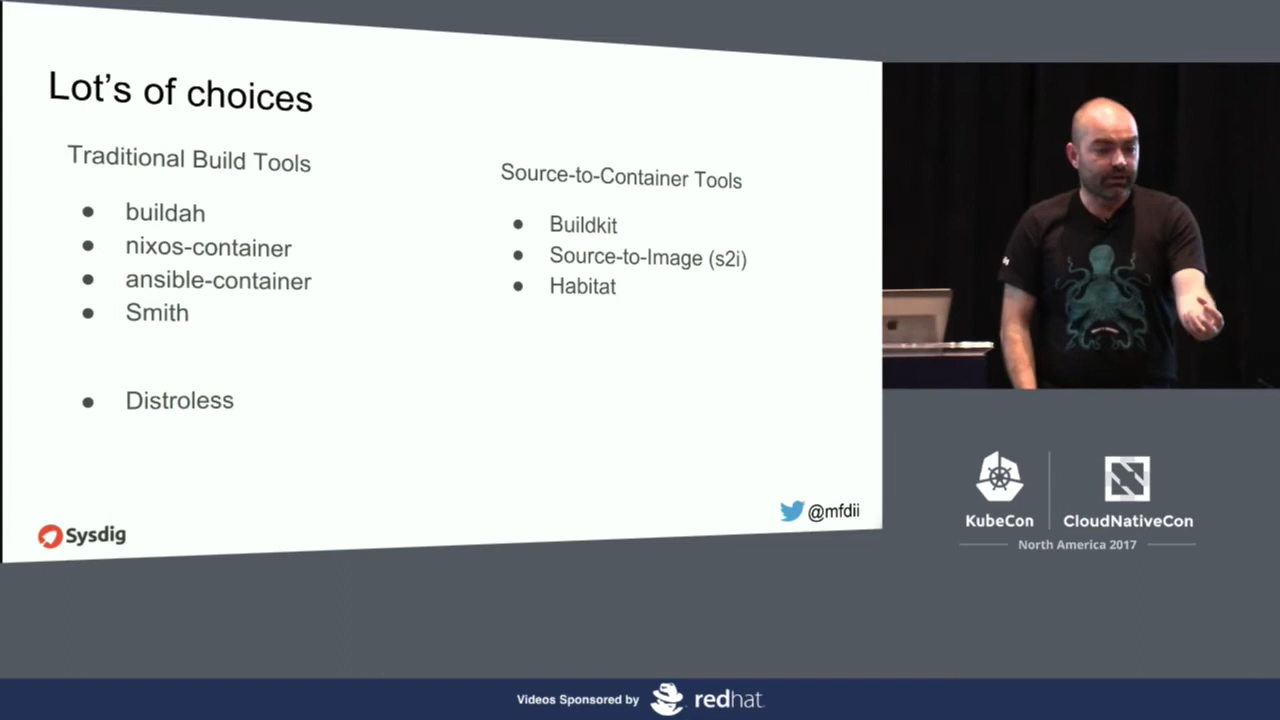 Lot's of choices
Traditional Build Tools
• buildah
• nixos-container
• ansible-container
• Smith
• Distroless
Source-to-Container Tools
• Buildkit
• Source-to-Image (s2i)
• Habitat
Sysdig
@mfdii
KubeCon
CloudNativeCon
North America 2017
Videos Sponsored by
redhat.